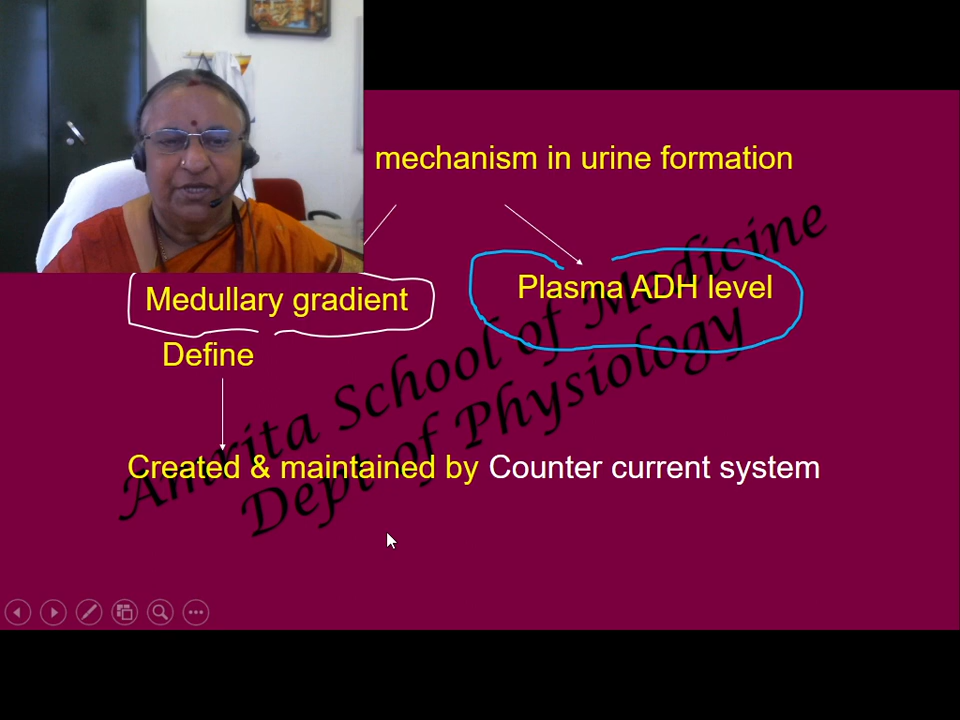 mechanism in urine formation
Plasma ADH level
Medullary gradient
Define
Created & maintained by Counter current system
Amrita School of Medicine
Dept of Physiology